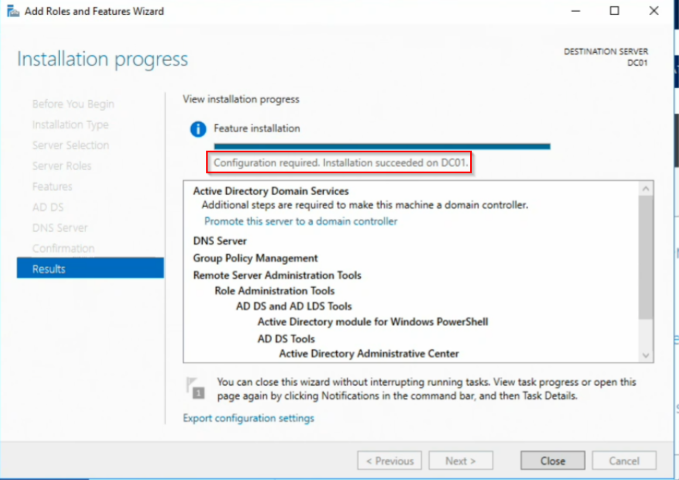 Add Roles and Features Wizard
Installation progress
DESTINATION SERVER
DC01
Before You Begin
Installation Type
Server Selection
Server Roles
Features
AD DS
DNS Server
Confirmation
Results
View installation progress
Feature installation
Configuration required. Installation succeeded on DC01.
Active Directory Domain Services
Additional steps are required to make this machine a domain controller.
Promote this server to a domain controller
DNS Server
Group Policy Management
Remote Server Administration Tools
Role Administration Tools
AD DS and AD LDS Tools
Active Directory module for Windows PowerShell
AD DS Tools
Active Directory Administrative Center
1
You can close this wizard without interrupting running tasks. View task progress or open this
page again by clicking Notifications in the command bar, and then Task Details.
Export configuration settings
< Previous
Next >
Close
Cancel